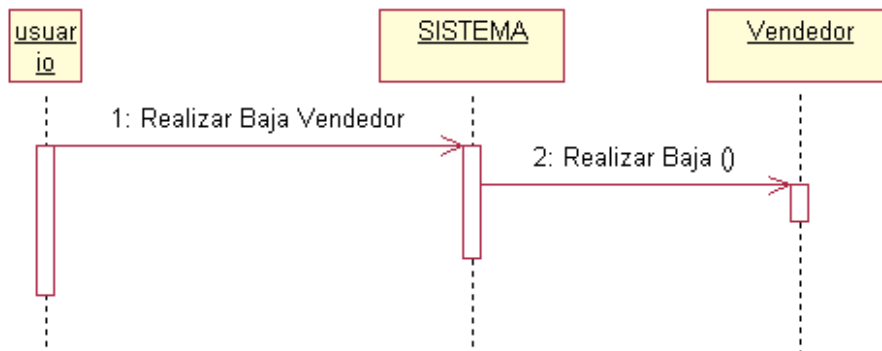 usuar
io
SISTEMA
Vendedor
1: Realizar Baja Vendedor
2: Realizar Baja ()